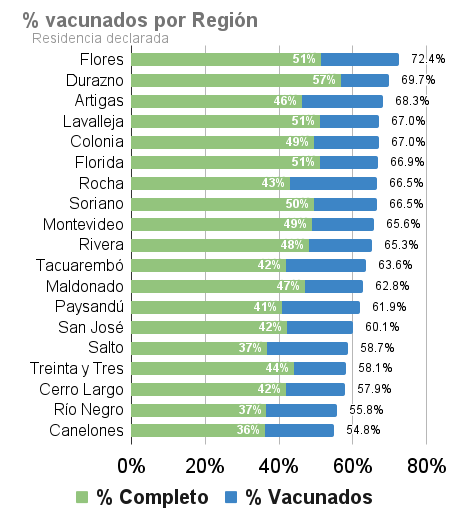 % vacunados por Región
Residencia declarada
Flores 51% 72.4%
Durazno 57% 69.7%
Artigas 46% 68.3%
Lavalleja 51% 67.0%
Colonia 49% 67.0%
Florida 51% 66.9%
Rocha 43% 66.5%
Soriano 50% 66.5%
Montevideo 49% 65.6%
Rivera 48% 65.3%
Tacuarembó 42% 63.6%
Maldonado 47% 62.8%
Paysandú 41% 61.9%
San José 42% 60.1%
Salto 37% 58.7%
Treinta y Tres 44% 58.1%
Cerro Largo 42% 57.9%
Río Negro 37% 55.8%
Canelones 36% 54.8%
0% 20% 40% 60% 80%
% Completo % Vacunados